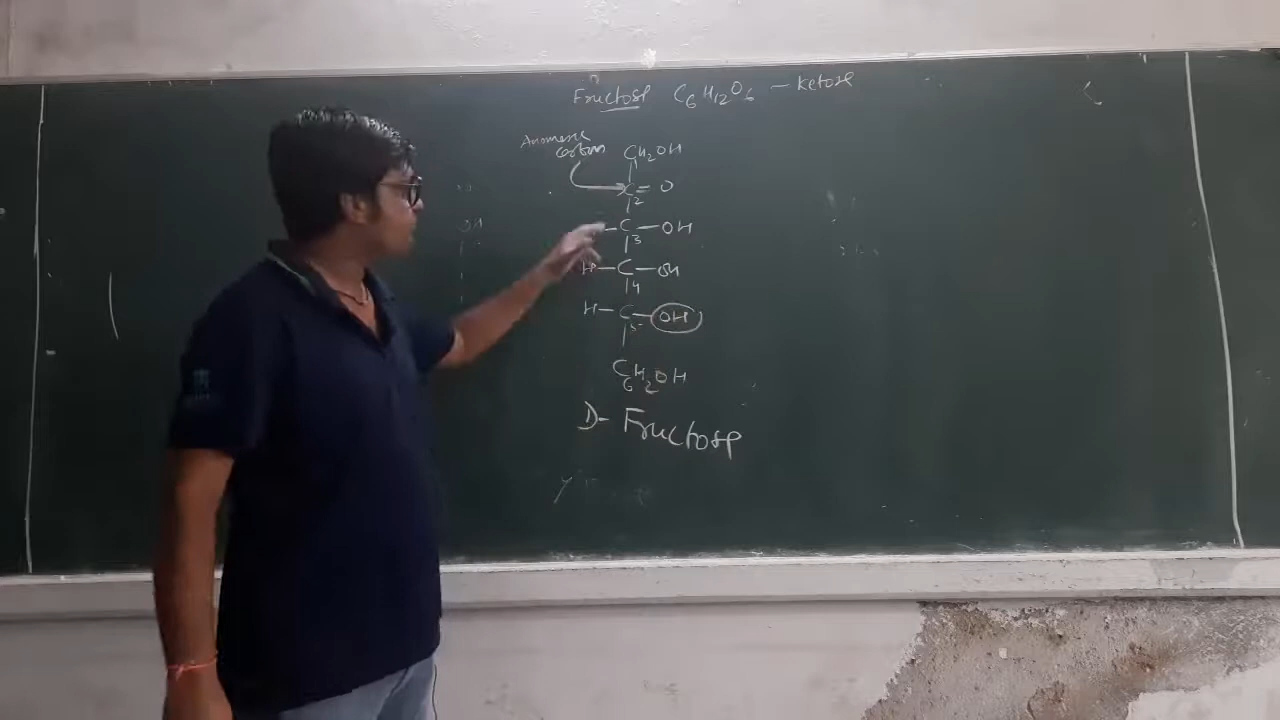 Fructose C6H12O6 — Ketose
Anomeric
carbon
CH2OH
C=O
2
—C—OH
3
H—C—OH
4
H—C—OH
5
CH2OH
6
D- Fructose